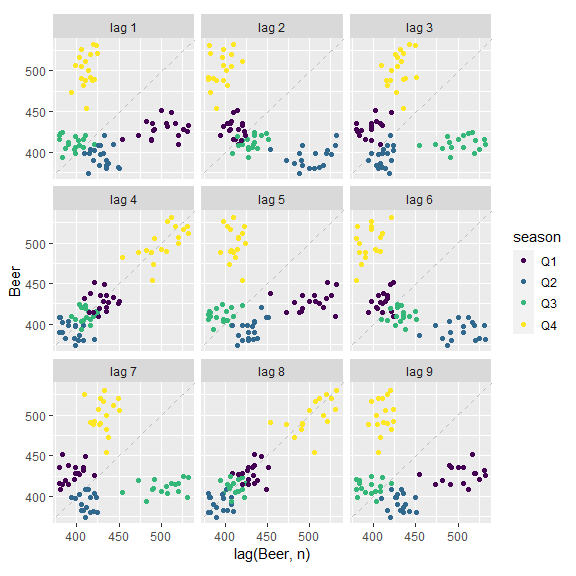 lag 1 lag 2 lag 3
500
450
400
lag 4 lag 5 lag 6
season
Q1
Q2
Q3
Q4
Beer
500
450
400
lag 7 lag 8 lag 9
500
450
400
400 450 500 400 450 500 400 450 500
lag(Beer, n)